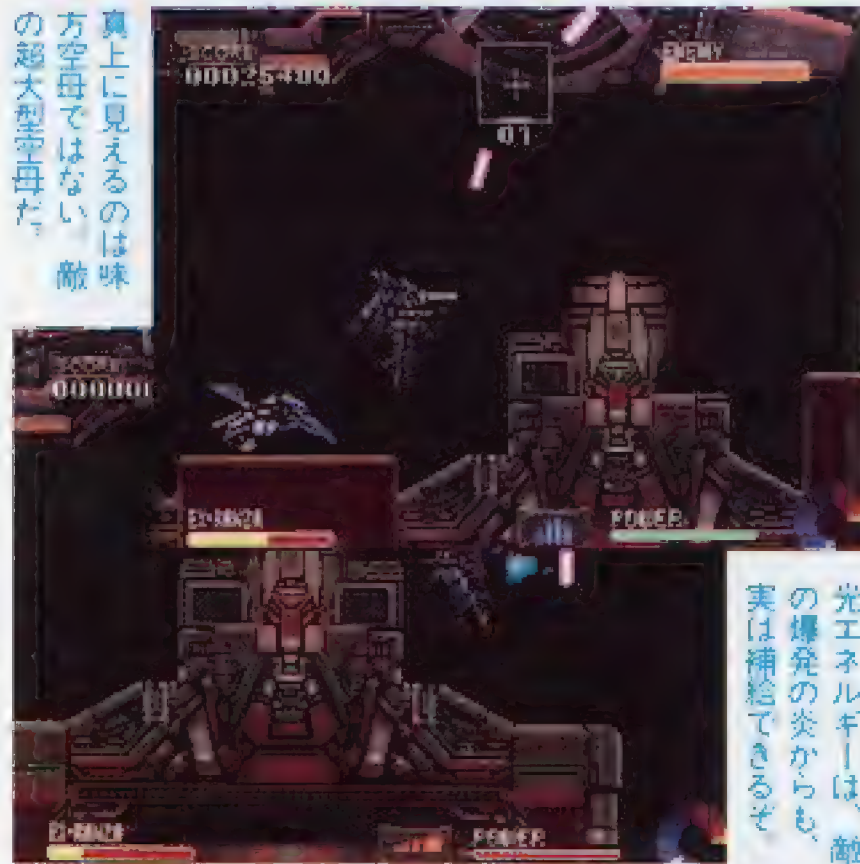 真上に見えるのは味
方空母ではない。敵
の超大型空母だ。
SCORE
00025400
01
ENEMY
POWER
SCORE
000000
POWER
光エネルギーは、敵
の爆発の炎からも、
実は補給できるぞ